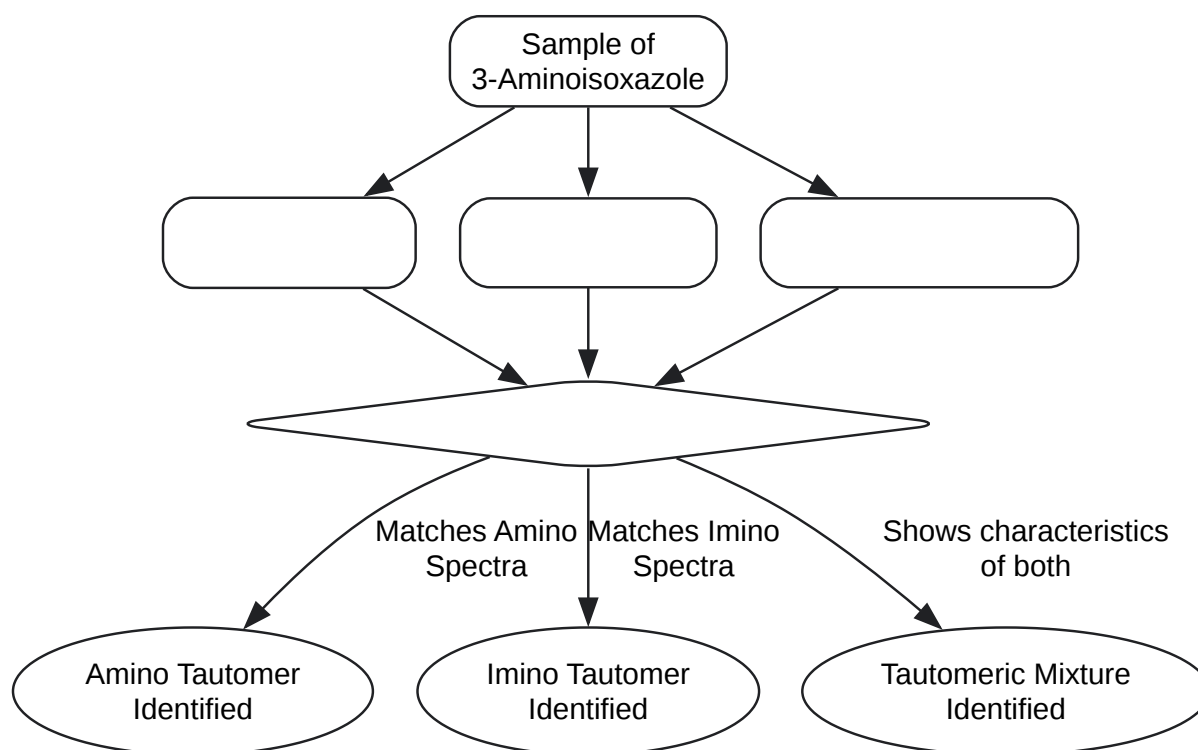 Sample of
3-Aminoisoxazole
Matches Amino
Spectra
Matches Imino
Spectra
Shows characteristics
of both
Amino Tautomer
Identified
Imino Tautomer
Identified
Tautomeric Mixture
Identified